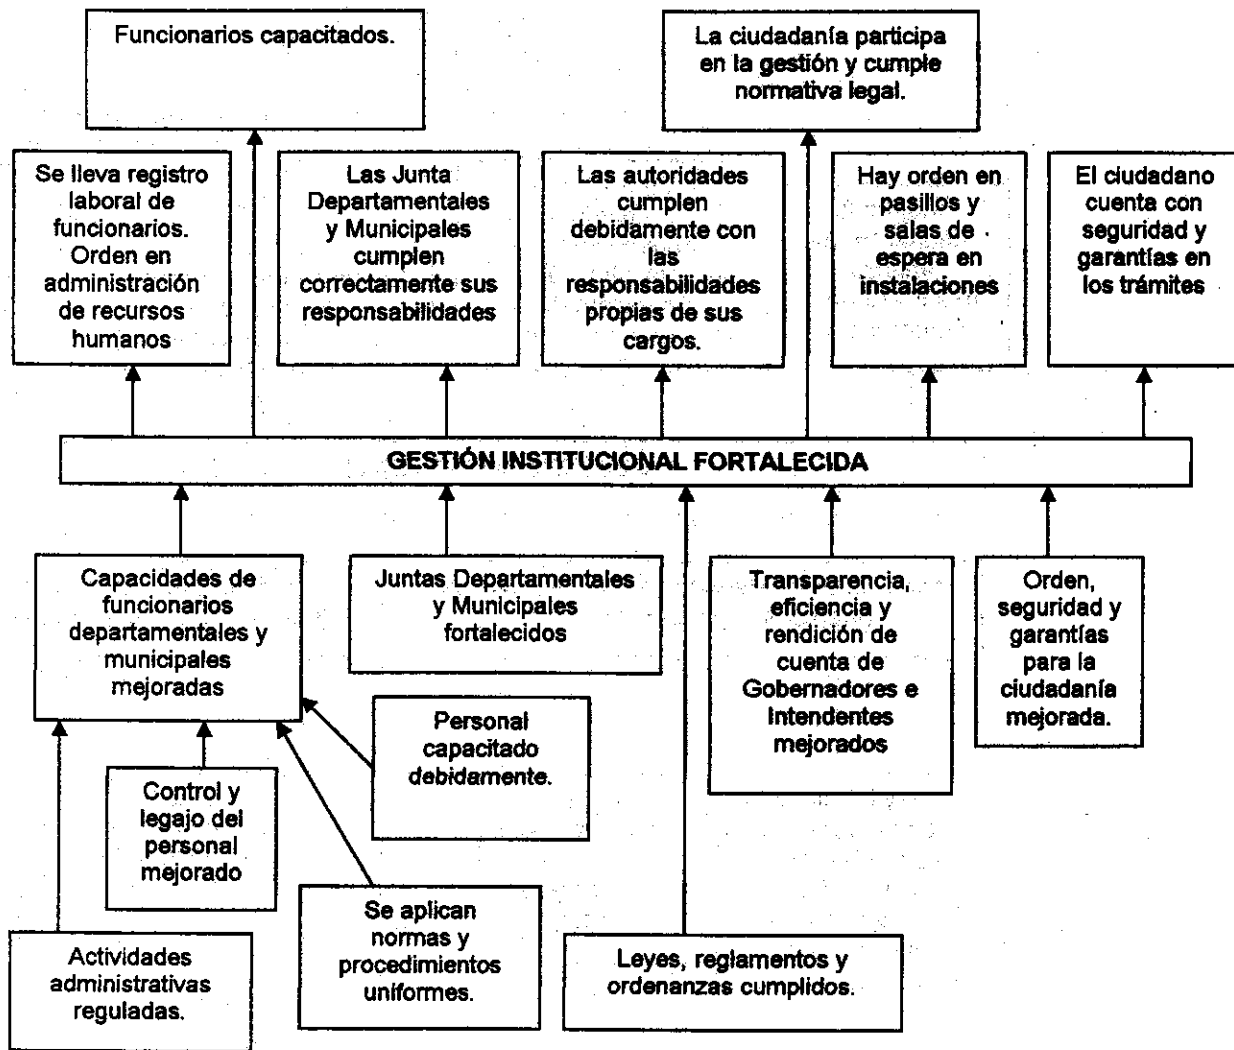 Funcionarios capacitados.
La ciudadanía participa
en la gestión y cumple
normativa legal.
Se lleva registro
laboral de
funcionarios.
Orden en
administración
de recursos
humanos
Las Junta
Departamentales
y Municipales
cumplen
correctamente sus
responsabilidades
Las autoridades
cumplen
debidamente con
las
responsabilidades
propias de sus
cargos.
Hay orden en
pasillos y
salas de
espera en
instalaciones
El ciudadano
cuenta con
seguridad y
garantías en
los trámites
GESTIÓN INSTITUCIONAL FORTALECIDA
Capacidades de
funcionarios
departamentales y
municipales
mejoradas
Juntas Departamentales
y Municipales
fortalecidos
Transparencia,
eficiencia y
rendición de
cuenta de
Gobernadores e
Intendentes
mejorados
Orden,
seguridad y
garantías
para la
ciudadanía
mejorada.
Personal
capacitado
debidamente.
Control y
legajo del
personal
mejorado
Se aplican
normas y
procedimientos
uniformes.
Leyes, reglamentos y
ordenanzas cumplidos.
Actividades
administrativas
reguladas.